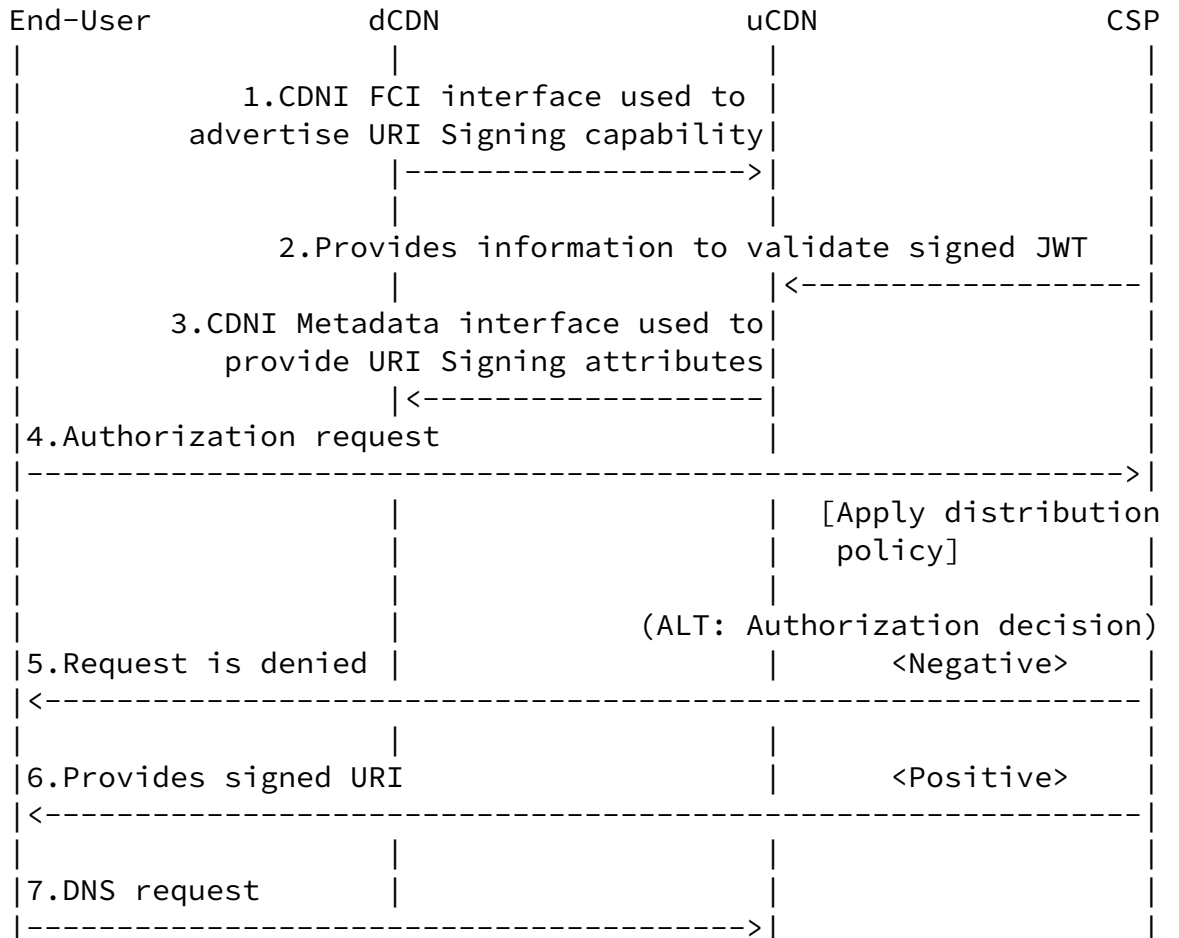 End-User dCDN uCDN CSP
1.CDNI FCI interface used to
advertise URI Signing capability
2.Provides information to validate signed JWT
3.CDNI Metadata interface used to
provide URI Signing attributes
4.Authorization request
[Apply distribution
policy]
(ALT: Authorization decision)
5.Request is denied <Negative>
6.Provides signed URI <Positive>
7.DNS request